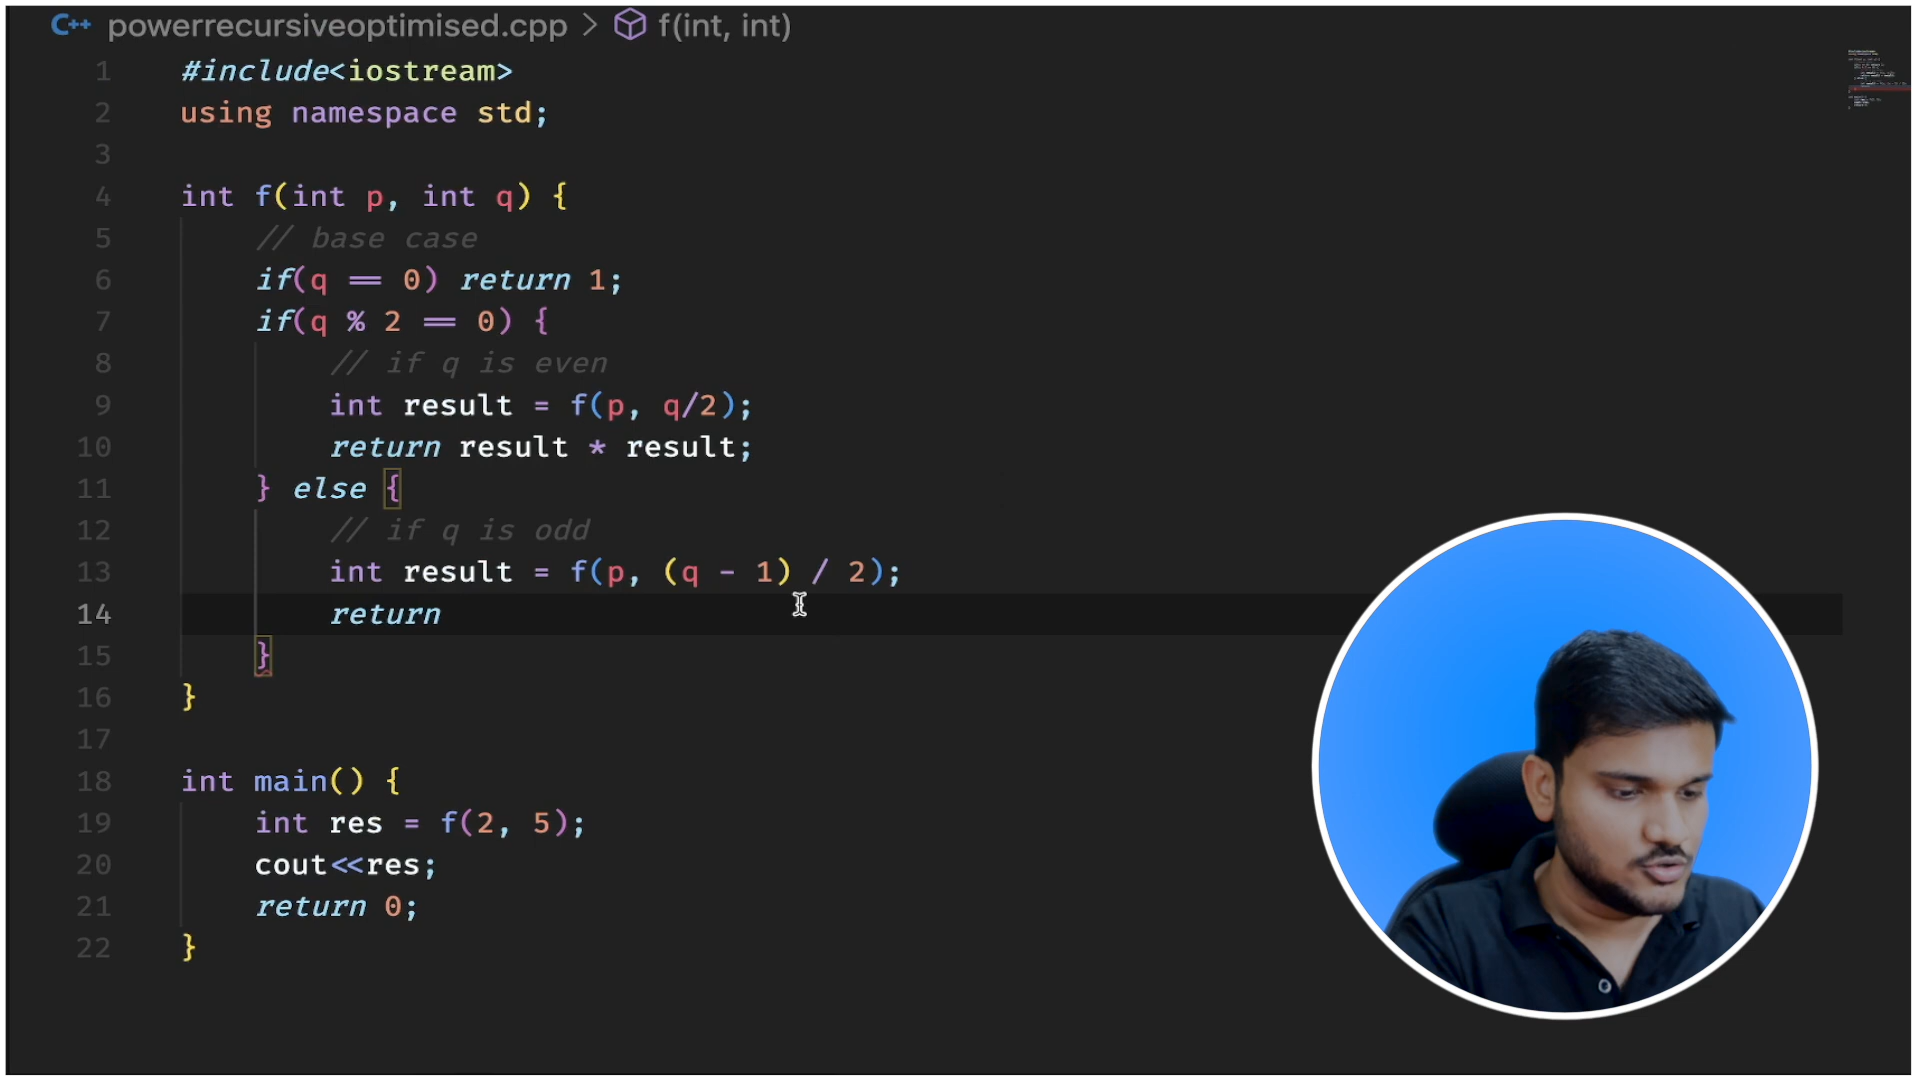 C++ powerrecursiveoptimised.cpp > f(int, int)
1 #include<iostream>
2 using namespace std;
3
4 int f(int p, int q) {
5 // base case
6 if(q == 0) return 1;
7 if(q % 2 == 0) {
8 // if q is even
9 int result = f(p, q/2);
10 return result * result;
11 } else {
12 // if q is odd
13 int result = f(p, (q - 1) / 2);
14 return
15 }
16 }
17
18 int main() {
19 int res = f(2, 5);
20 cout<<res;
21 return 0;
22 }